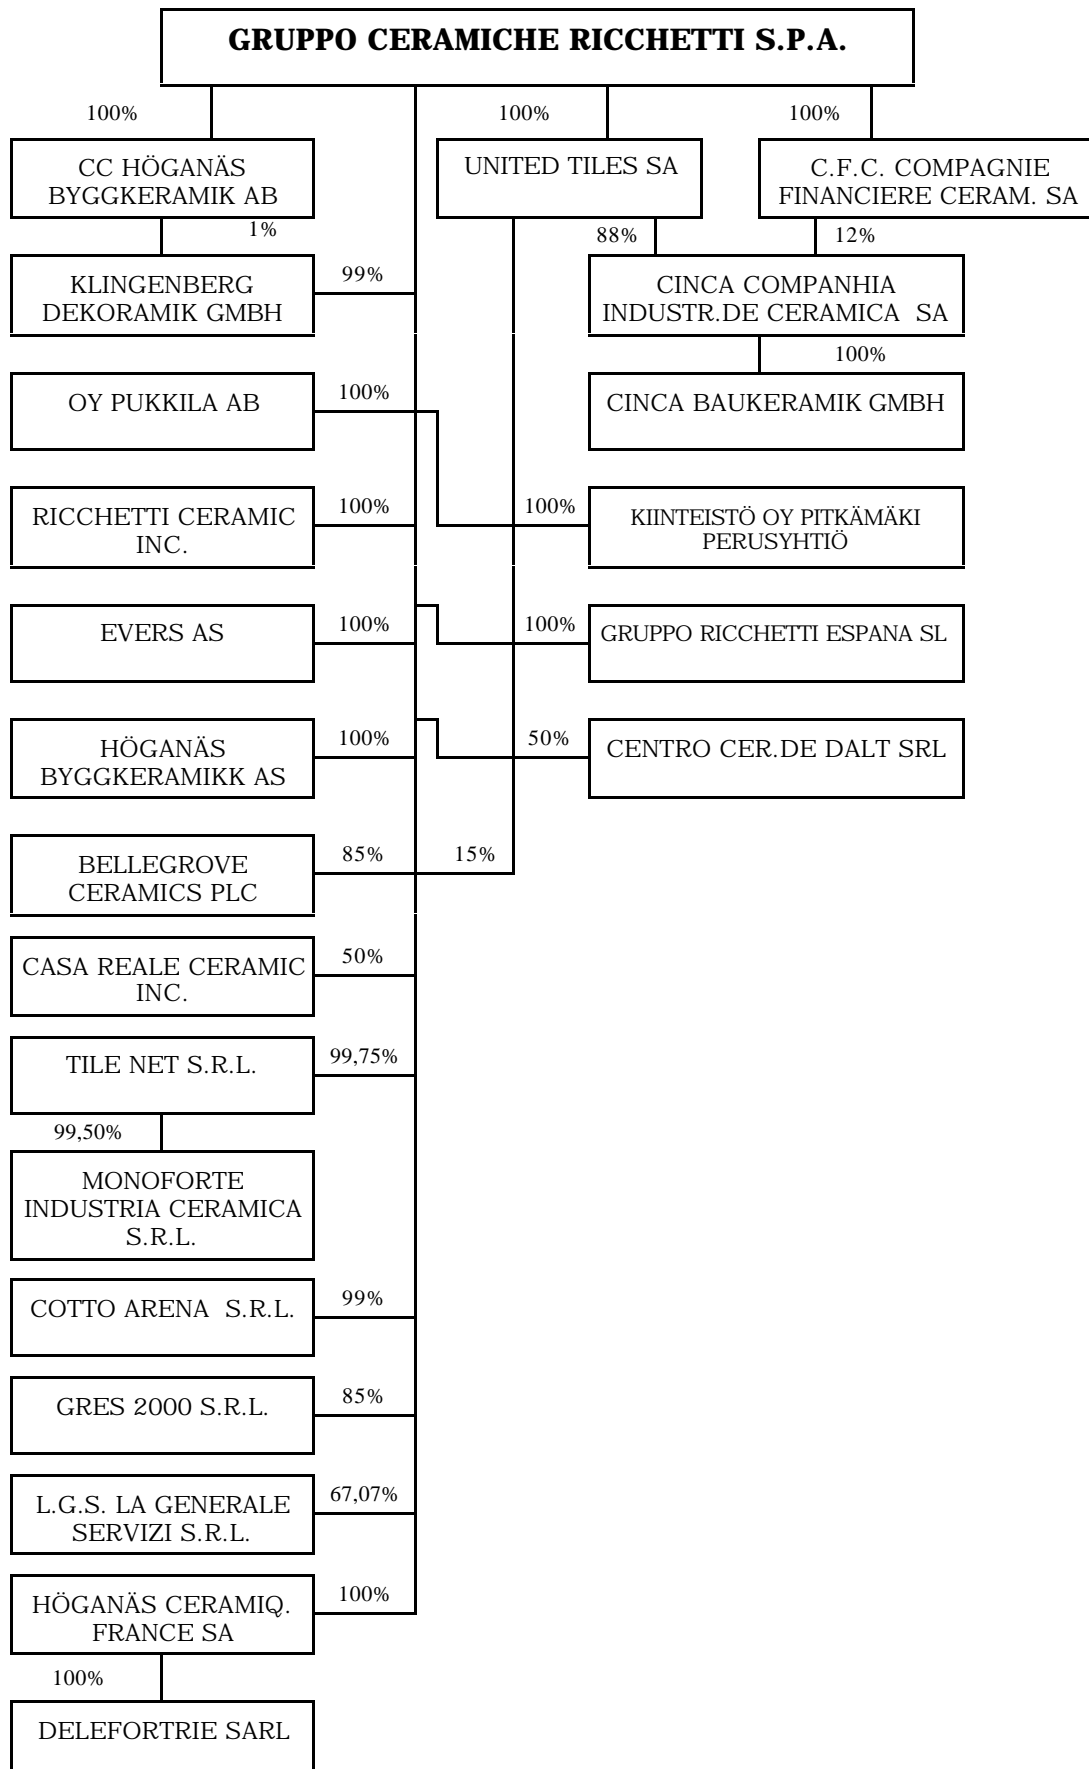 GRUPPO CERAMICHE RICCHETTI S.P.A.
100%
100%
100%
CC HÖGANÄS
BYGGKERAMIK AB
UNITED TILES SA
C.F.C. COMPAGNIE
FINANCIERE CERAM. SA
1%
88%
12%
KLINGENBERG
DEKORAMIK GMBH
99%
CINCA COMPANHIA
INDUSTR.DE CERAMICA SA
100%
OY PUKKILA AB
100%
CINCA BAUKERAMIK GMBH
RICCHETTI CERAMIC
INC.
100%
100%
KIINTEISTÖ OY PITKÄMÄKI
PERUSYHTIÖ
EVERS AS
100%
100%
GRUPPO RICCHETTI ESPANA SL
HÖGANÄS
BYGGKERAMIKK AS
100%
50%
CENTRO CER.DE DALT SRL
BELLEGROVE
CERAMICS PLC
85%
15%
CASA REALE CERAMIC
INC.
50%
TILE NET S.R.L.
99,75%
99,50%
MONOFORTE
INDUSTRIA CERAMICA
S.R.L.
COTTO ARENA S.R.L.
99%
GRES 2000 S.R.L.
85%
L.G.S. LA GENERALE
SERVIZI S.R.L.
67,07%
HÖGANÄS CERAMIQ.
FRANCE SA
100%
100%
DELEFORTRIE SARL